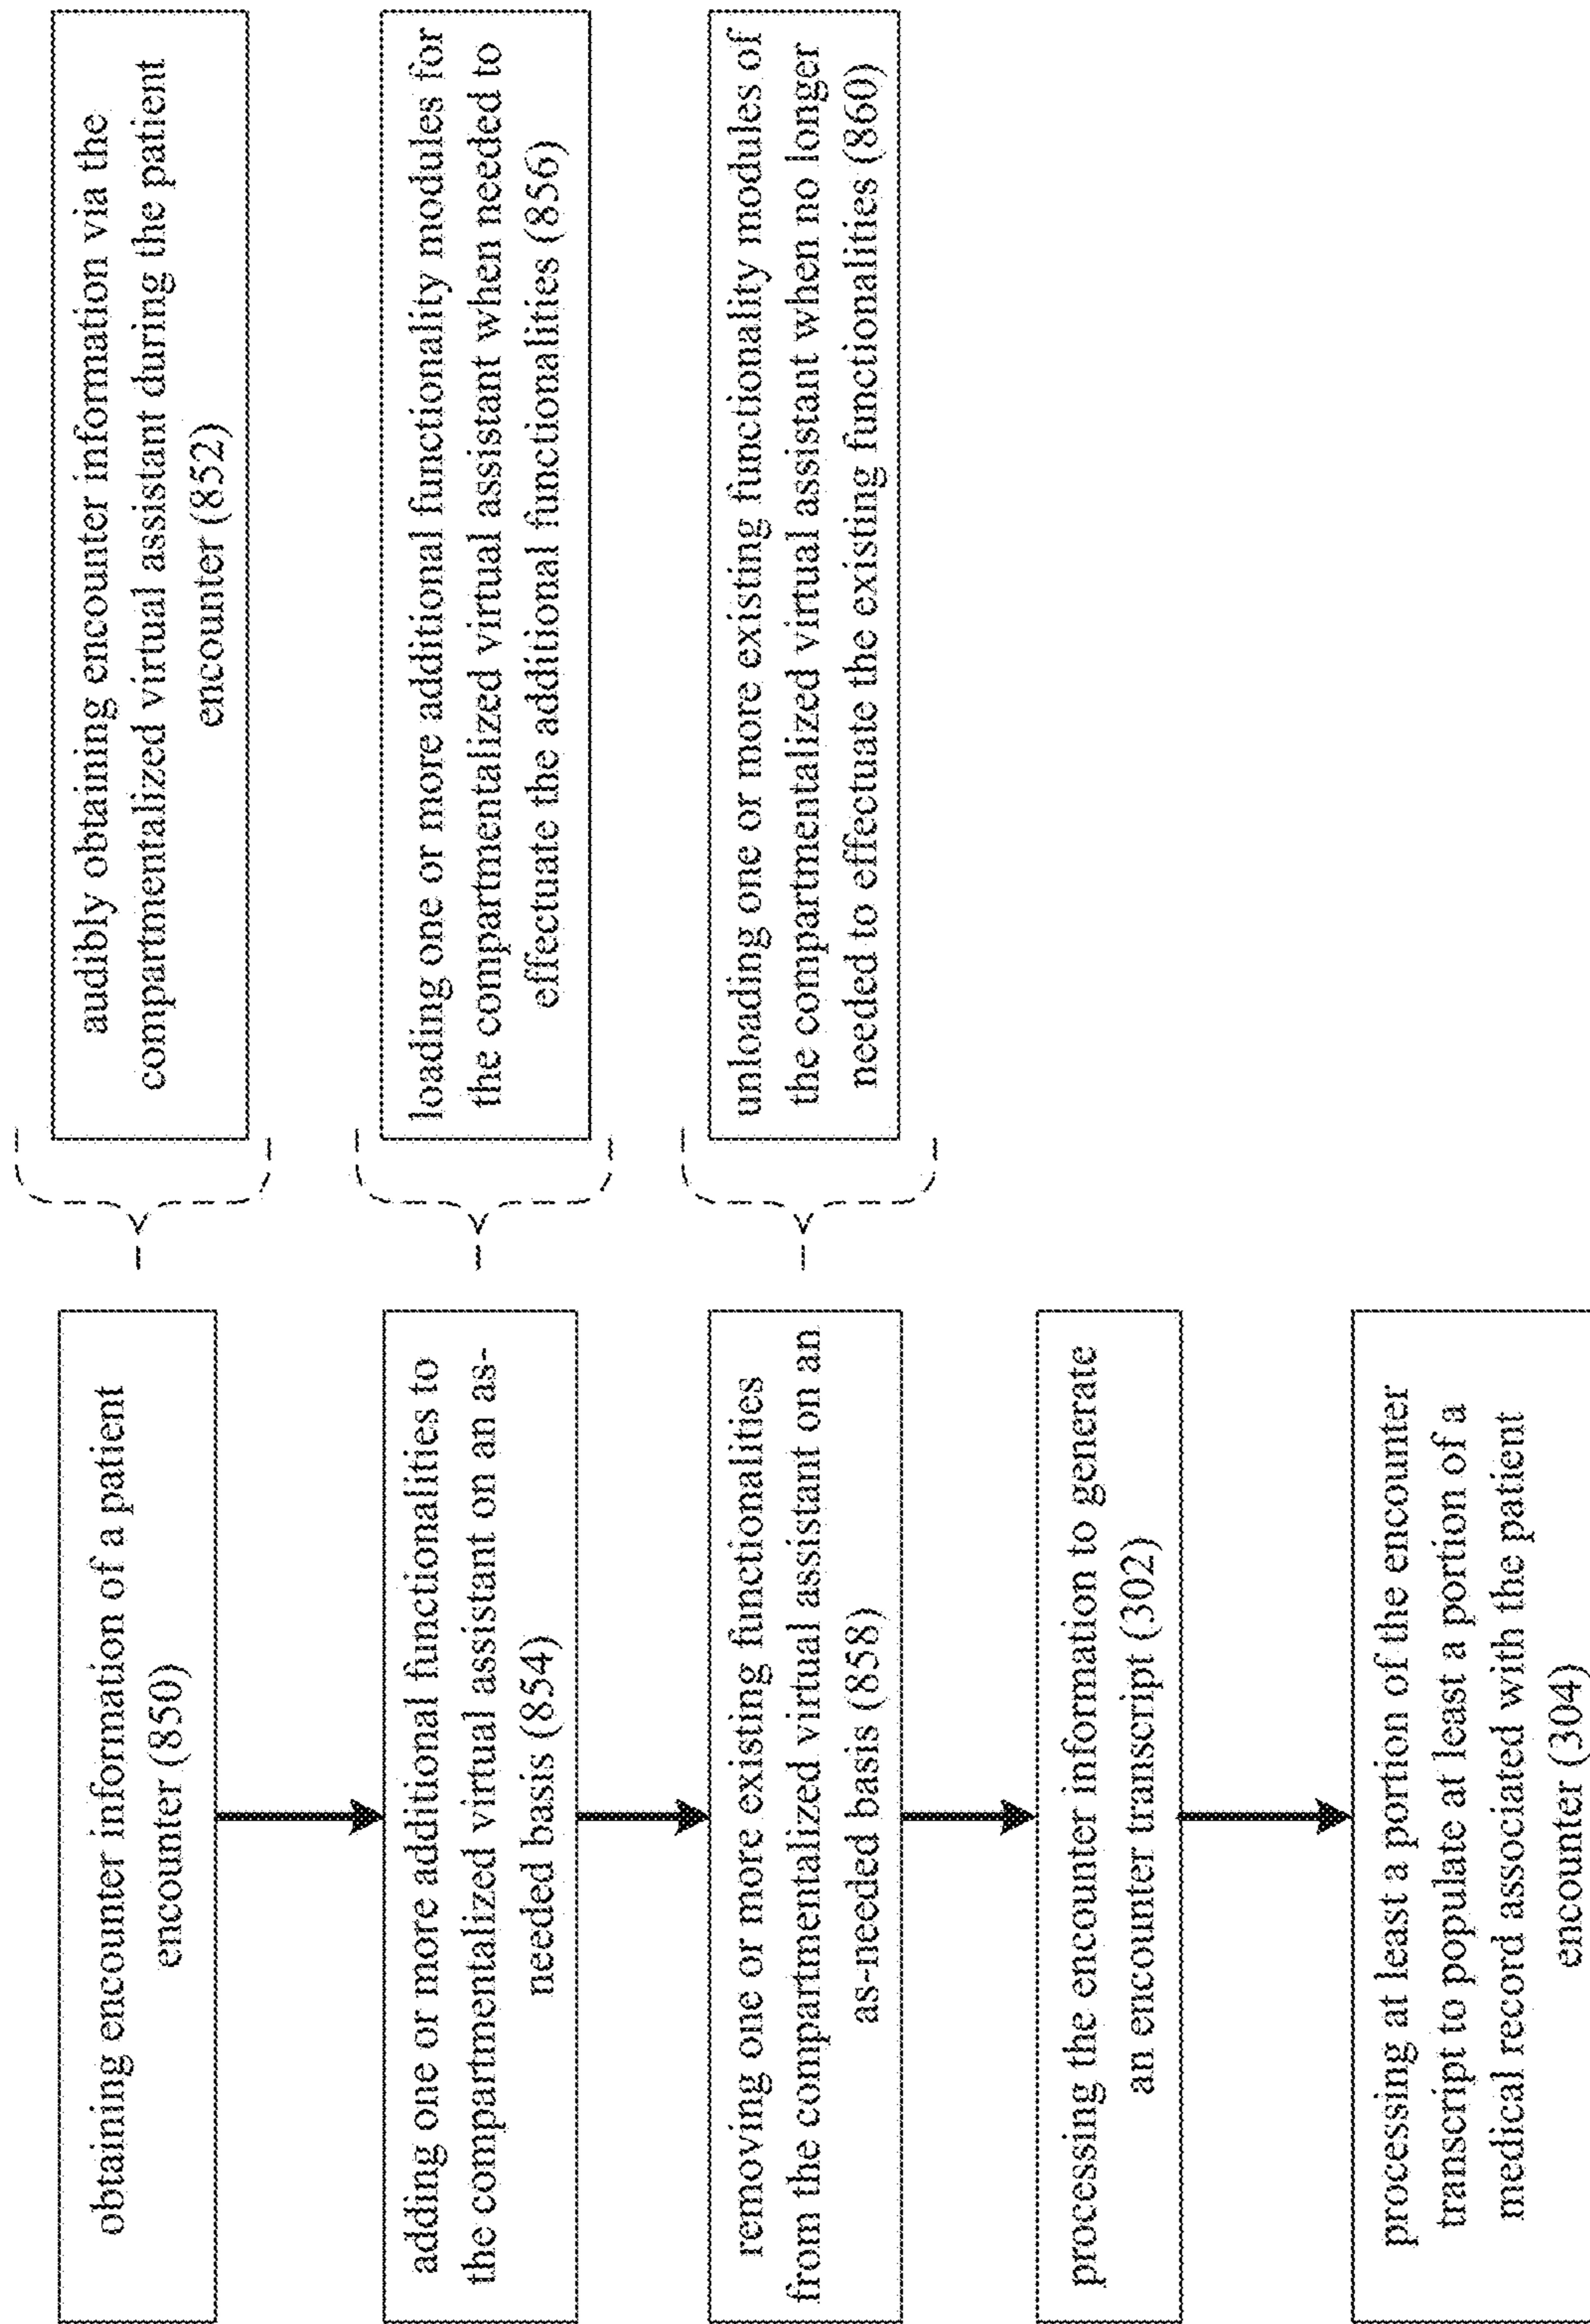 obtaining encounter information of a patient
encounter (850)
audibly obtaining encounter information via the
compartmentalized virtual assistant during the patient
encounter (852)
adding one or more additional functionalities to
the compartmentalized virtual assistant on an as-
needed basis (854)
loading one or more additional functionality modules for
the compartmentalized virtual assistant when needed to
effectuate the additional functionalities (856)
removing one or more existing functionalities
from the compartmentalized virtual assistant on an
as-needed basis (858)
unloading one or more existing functionality modules of
the compartmentalized virtual assistant when no longer
needed to effectuate the existing functionalities (860)
processing the encounter information to generate
an encounter transcript (302)
processing at least a portion of the encounter
transcript to populate at least a portion of a
medical record associated with the patient
encounter (304)